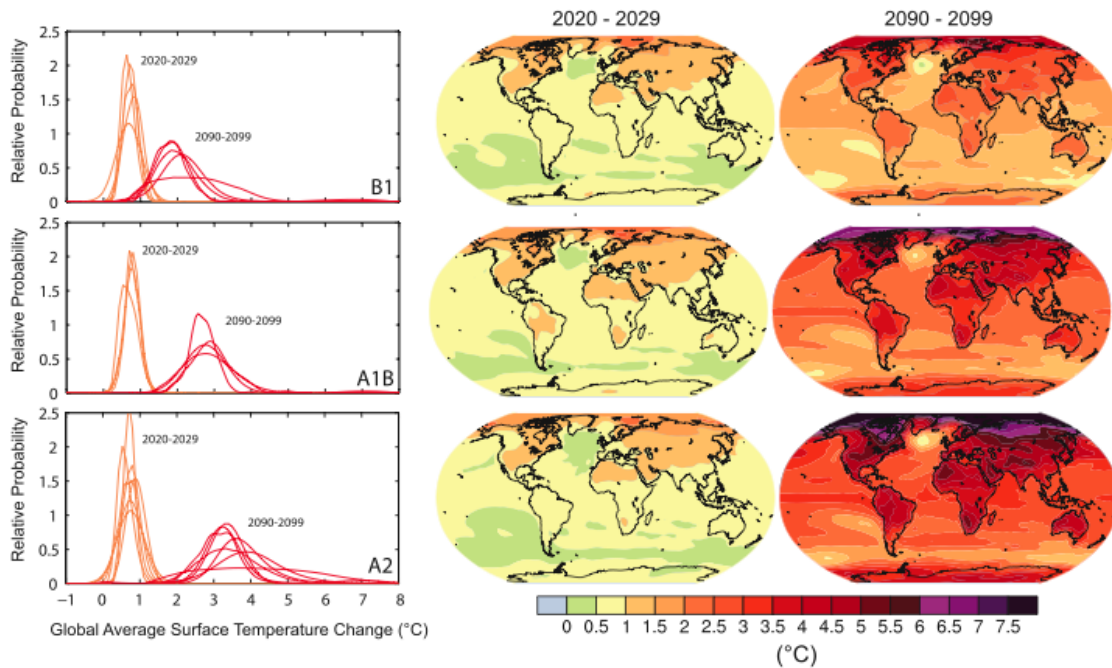 2020 - 2029
2090 - 2099
Relative Probability
2.5
2
1.5
1
0.5
0
2020-2029
2090-2099
B1
Relative Probability
2.5
2
1.5
1
0.5
0
2020-2029
2090-2099
A1B
Relative Probability
2.5
2
1.5
1
0.5
0
2020-2029
2090-2099
A2
−1 0 1 2 3 4 5 6 7 8
Global Average Surface Temperature Change (°C)
0 0.5 1 1.5 2 2.5 3 3.5 4 4.5 5 5.5 6 6.5 7 7.5
(°C)